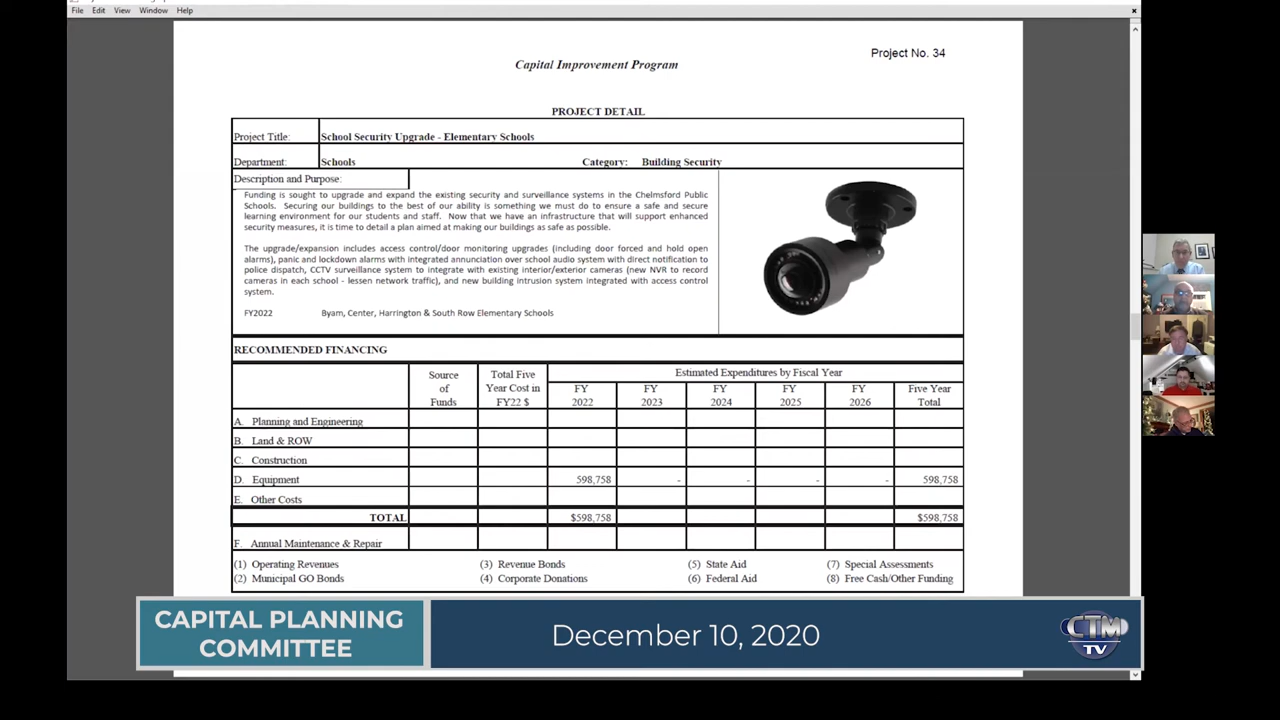 File Edit View Window Help
Project No. 34
Capital Improvement Program
PROJECT DETAIL
Project Title: School Security Upgrade - Elementary Schools
Department: Schools Category: Building Security
Description and Purpose:
Funding is sought to upgrade and expand the existing security and surveillance systems in the Chelmsford Public
Schools. Securing our buildings to the best of our ability is something we must do to ensure a safe and secure
learning environment for our students and staff. Now that we have an infrastructure that will support enhanced
security measures, it is time to detail a plan aimed at making our buildings as safe as possible.
The upgrade/expansion includes access control/door monitoring upgrades (including door forced and hold open
alarms), panic and lockdown alarms with integrated annunciation over school audio system with direct notification to
police dispatch, CCTV surveillance system to integrate with existing interior/exterior cameras (new NVR to record
cameras in each school - lessen network traffic), and new building intrusion system integrated with access control
system.
FY2022 Byam, Center, Harrington & South Row Elementary Schools
RECOMMENDED FINANCING
Source of Funds
Total Five Year Cost in FY22 $
Estimated Expenditures by Fiscal Year
FY 2022 FY 2023 FY 2024 FY 2025 FY 2026 Five Year Total
A. Planning and Engineering
B. Land & ROW
C. Construction
D. Equipment 598,758 - - - - 598,758
E. Other Costs
TOTAL $598,758 $598,758
F. Annual Maintenance & Repair
(1) Operating Revenues (3) Revenue Bonds (5) State Aid (7) Special Assessments
(2) Municipal GO Bonds (4) Corporate Donations (6) Federal Aid (8) Free Cash/Other Funding
CAPITAL PLANNING
COMMITTEE
December 10, 2020
CTM
TV